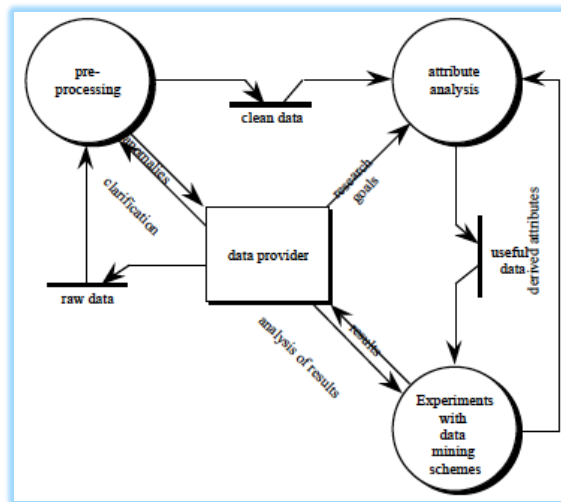 pre-
processing
attribute
analysis
clean data
anomalies
clarification
research
goals
data provider
useful
data
derived attributes
raw data
analysis of results
results
Experiments
with
data
mining
schemes